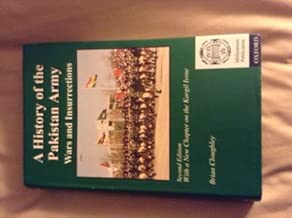 A History of the
Pakistan Army
Wars and Insurrections
Second Edition
With a New Chapter on the Kargil Issue
Brian Cloughley
OXFORD